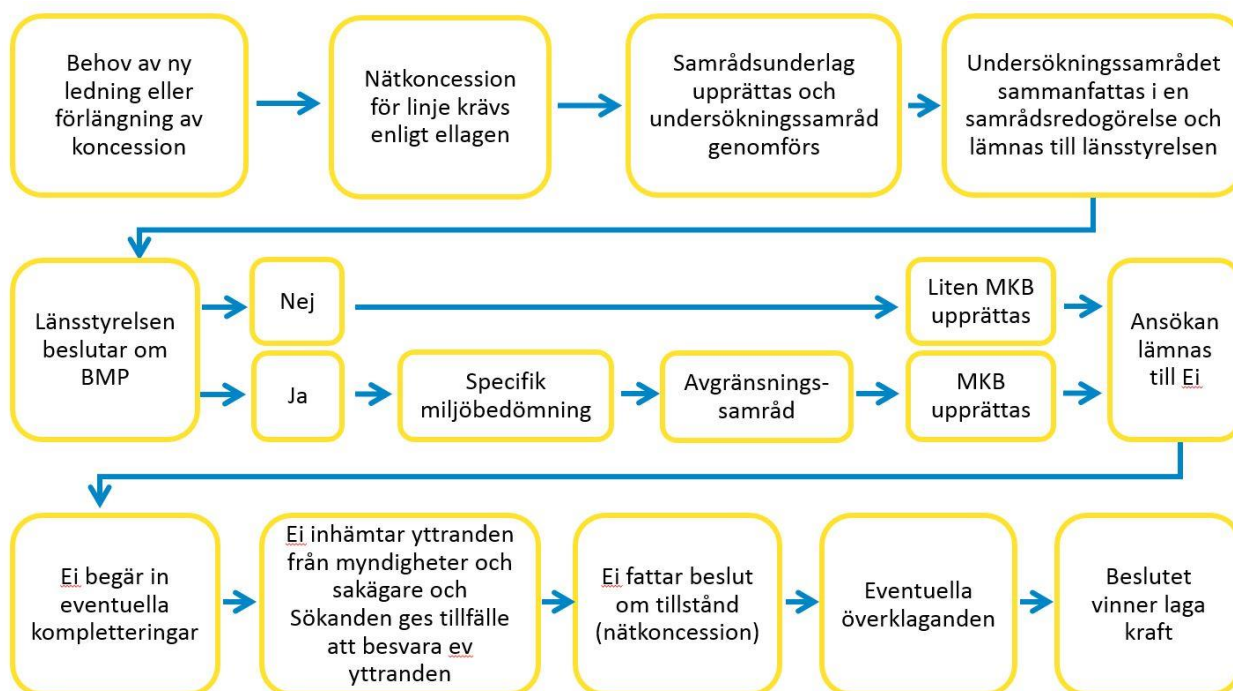 Behov av ny
ledning eller
förlängning av
koncession
Nätkoncession
för linje krävs
enligt ellagen
Samrådsunderlag
upprättas och
undersökningssamråd
genomförs
Undersökningssamrådet
sammanfattas i en
samrådsredogörelse och
lämnas till länsstyrelsen
Länsstyrelsen
beslutar om
BMP
Nej
Liten MKB
upprättas
Ja
Specifik
miljöbedömning
Avgränsnings-
samråd
MKB
upprättas
Ansökan
lämnas
till Ei
Ei begär in
eventuella
kompletteringar
Ei inhämtar yttranden
från myndigheter och
sakägare och
Sökanden ges tillfälle
att besvara ev
yttranden
Ei fattar beslut
om tillstånd
(nätkoncession)
Eventuella
överklaganden
Beslutet
vinner laga
kraft